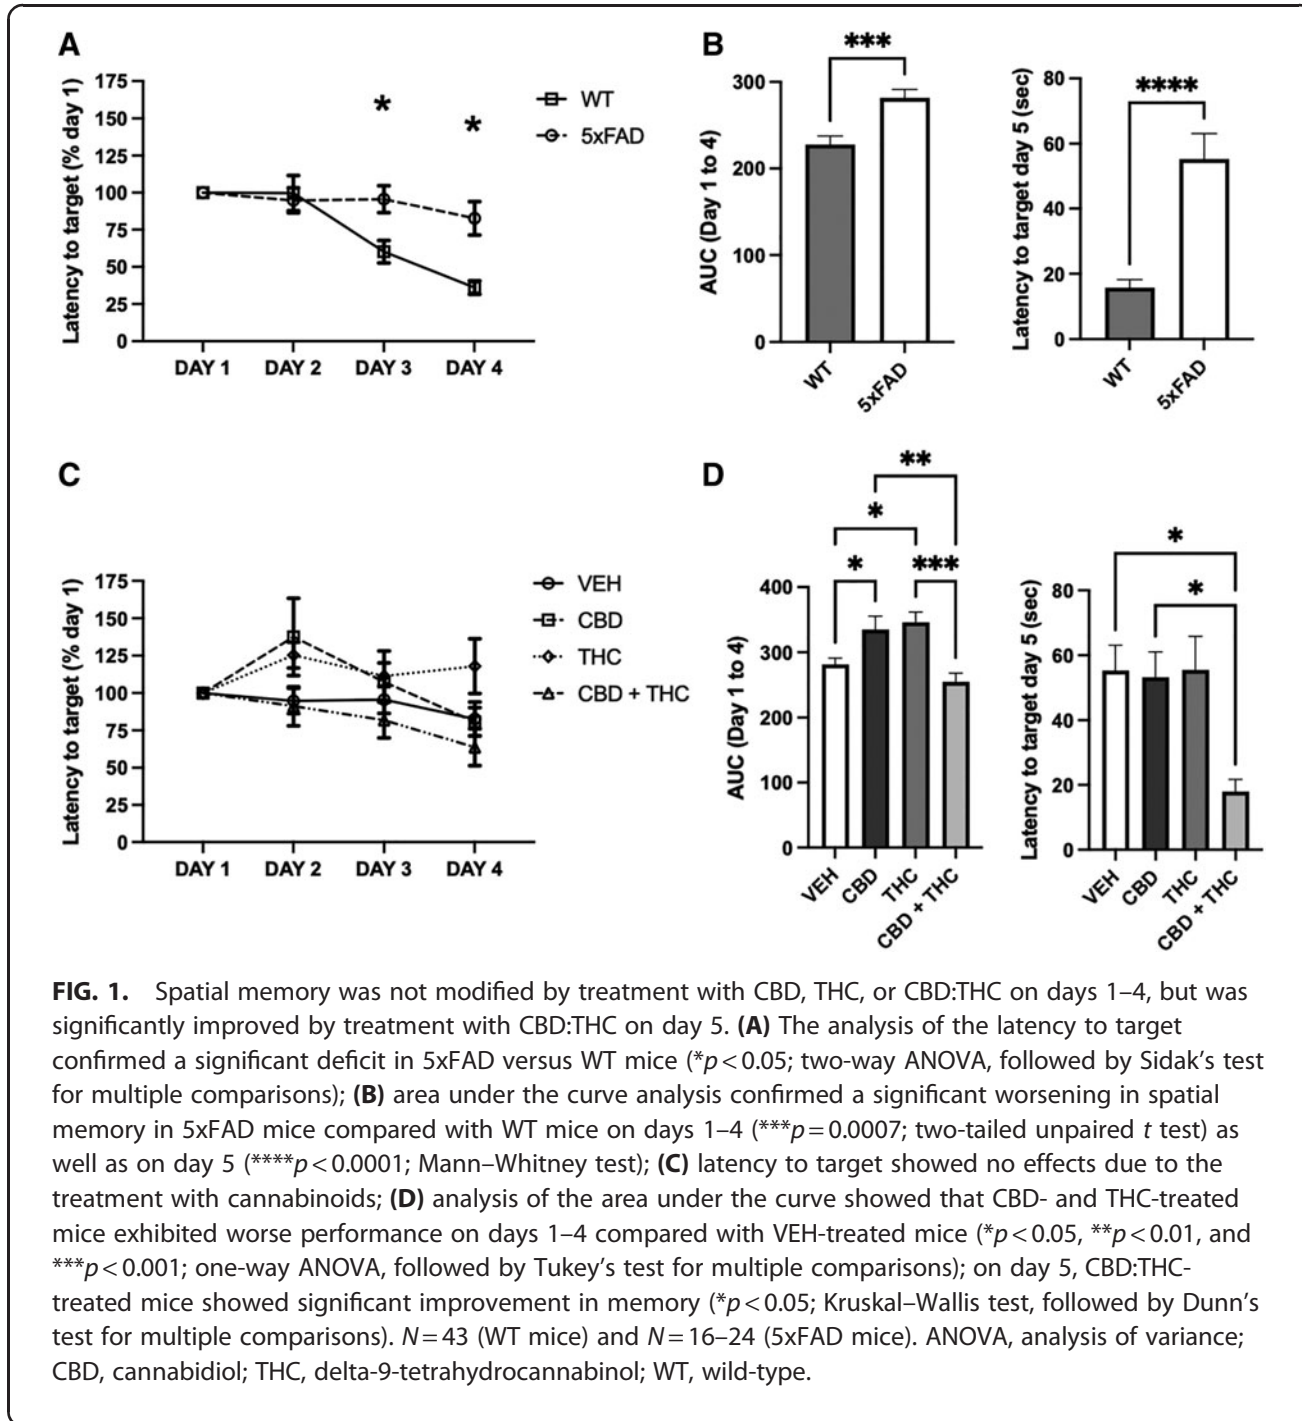 A
Latency to target (% day 1)
175
150
125
100
75
50
25
0
DAY 1 DAY 2 DAY 3 DAY 4
* *
WT
5xFAD
B
***
AUC (Day 1 to 4)
300
200
100
0
WT
5xFAD
****
Latency to target day 5 (sec)
80
60
40
20
0
WT
5xFAD
C
Latency to target (% day 1)
175
150
125
100
75
50
25
0
DAY 1 DAY 2 DAY 3 DAY 4
VEH
CBD
THC
CBD + THC
D
**
*
* ***
AUC (Day 1 to 4)
400
300
200
100
0
VEH
CBD
THC
CBD + THC
*
*
Latency to target day 5 (sec)
80
60
40
20
0
VEH
CBD
THC
CBD + THC
FIG. 1. Spatial memory was not modified by treatment with CBD, THC, or CBD:THC on days 1–4, but was
significantly improved by treatment with CBD:THC on day 5. (A) The analysis of the latency to target
confirmed a significant deficit in 5xFAD versus WT mice (*p < 0.05; two-way ANOVA, followed by Sidak's test
for multiple comparisons); (B) area under the curve analysis confirmed a significant worsening in spatial
memory in 5xFAD mice compared with WT mice on days 1–4 (***p = 0.0007; two-tailed unpaired t test) as
well as on day 5 (****p < 0.0001; Mann–Whitney test); (C) latency to target showed no effects due to the
treatment with cannabinoids; (D) analysis of the area under the curve showed that CBD- and THC-treated
mice exhibited worse performance on days 1–4 compared with VEH-treated mice (*p < 0.05, **p < 0.01, and
***p < 0.001; one-way ANOVA, followed by Tukey's test for multiple comparisons); on day 5, CBD:THC-
treated mice showed significant improvement in memory (*p < 0.05; Kruskal–Wallis test, followed by Dunn's
test for multiple comparisons). N = 43 (WT mice) and N = 16–24 (5xFAD mice). ANOVA, analysis of variance;
CBD, cannabidiol; THC, delta-9-tetrahydrocannabinol; WT, wild-type.